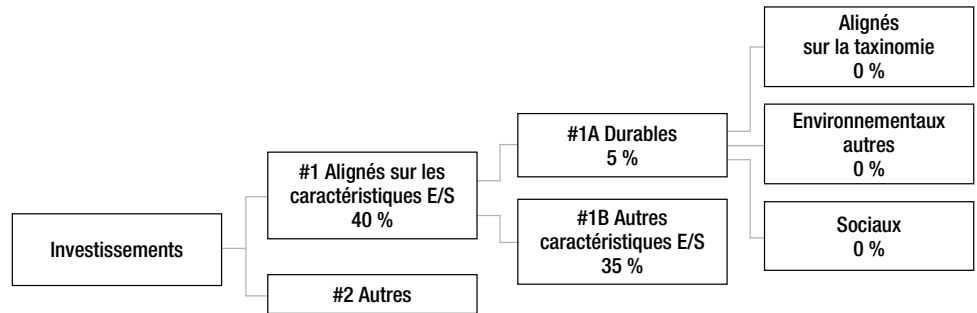 Investissements
#1 Alignés sur les
caractéristiques E/S
40 %
#2 Autres
#1A Durables
5 %
#1B Autres
caractéristiques E/S
35 %
Alignés
sur la taxinomie
0 %
Environnementaux
autres
0 %
Sociaux
0 %